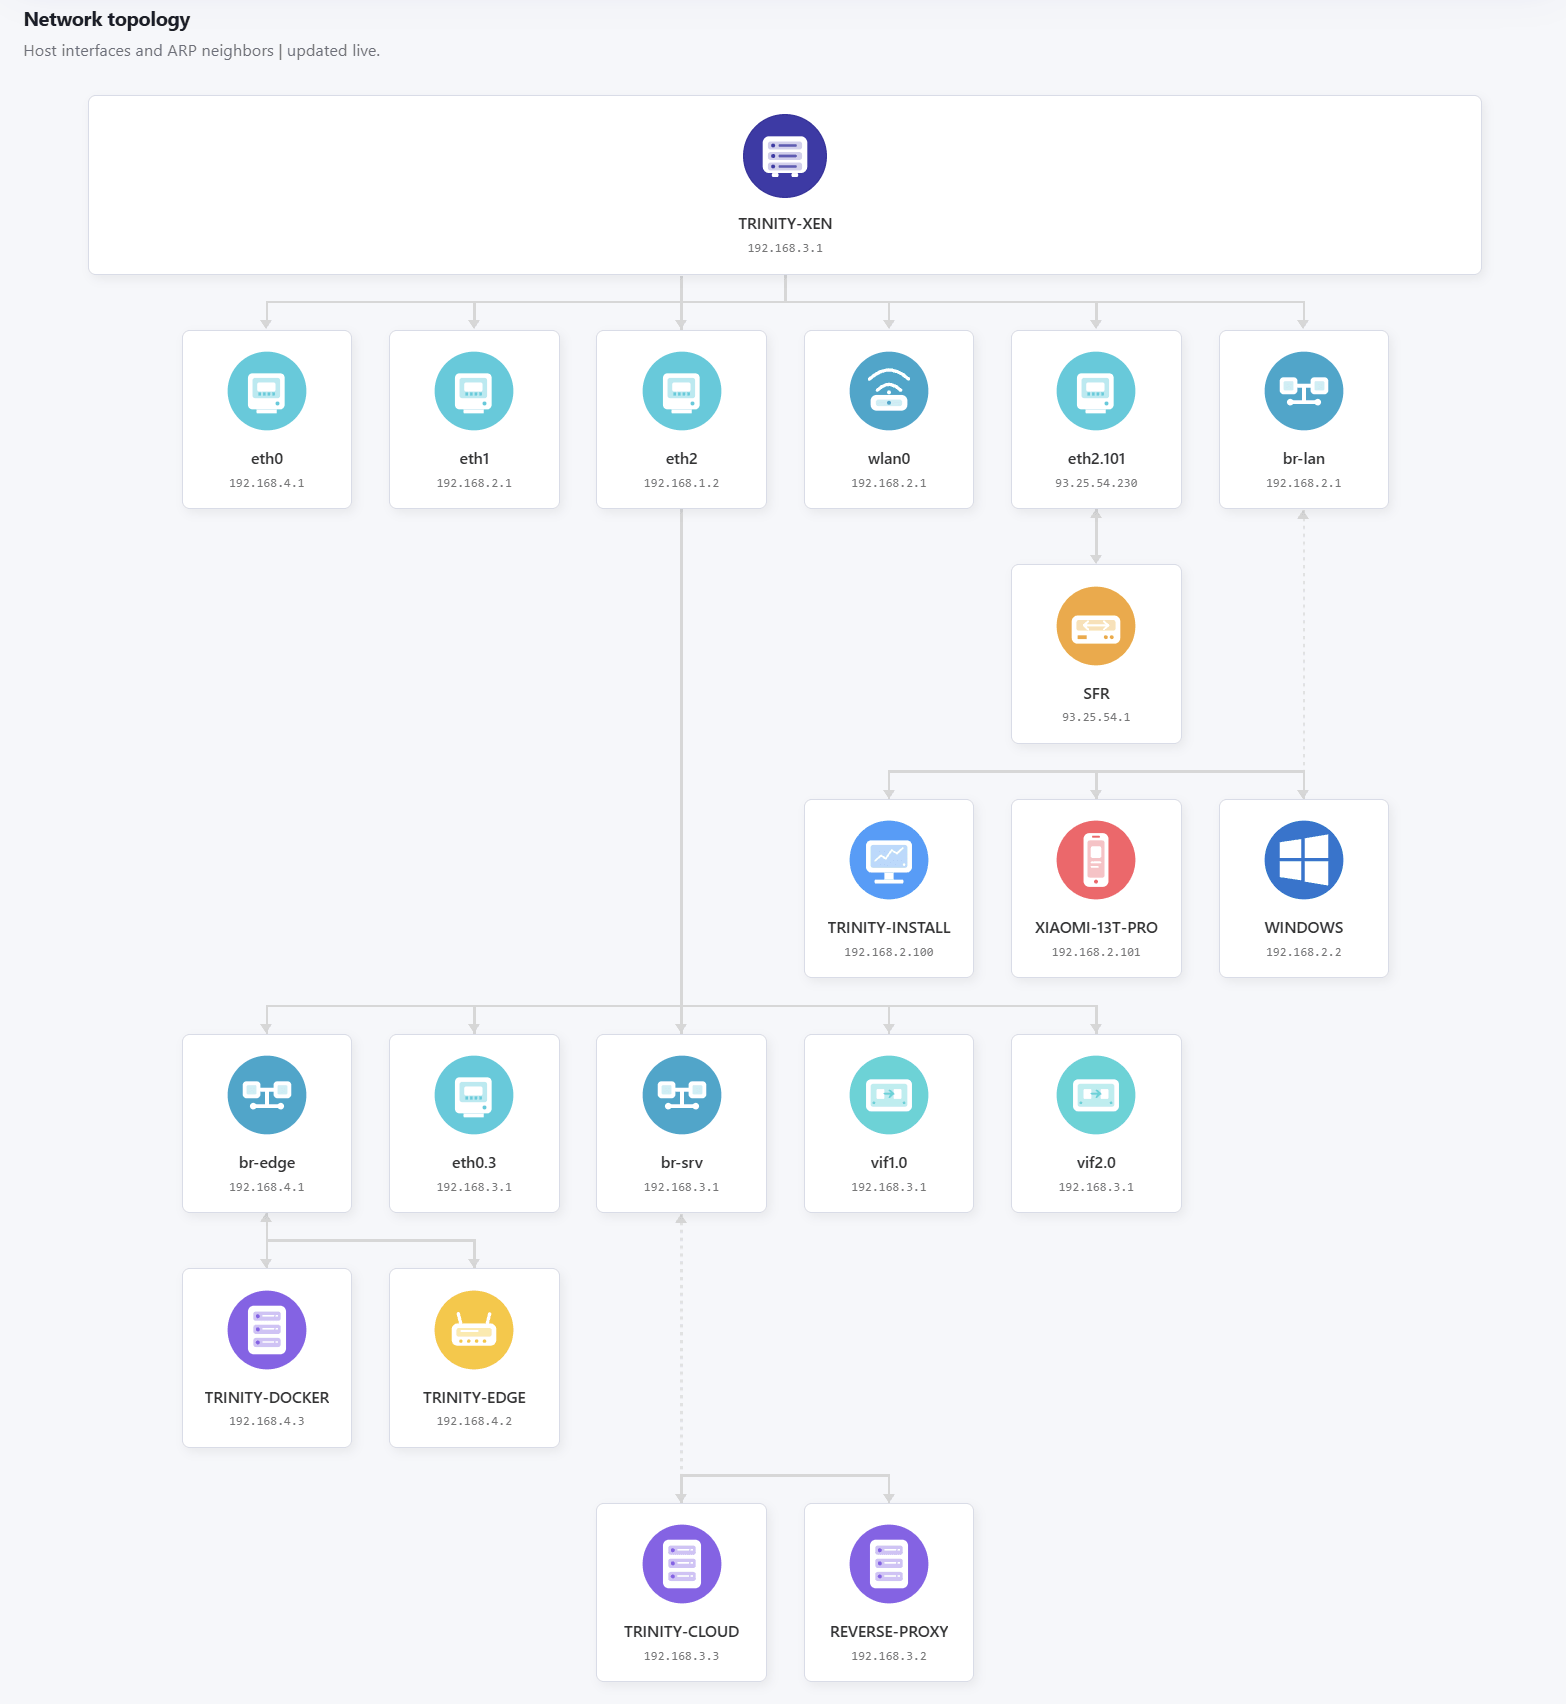 Network topology
Host interfaces and ARP neighbors | updated live.
TRINITY-XEN
192.168.3.1
eth0
192.168.4.1
eth1
192.168.2.1
eth2
192.168.1.2
wlan0
192.168.2.1
eth2.101
93.25.54.230
br-lan
192.168.2.1
SFR
93.25.54.1
TRINITY-INSTALL
192.168.2.100
XIAOMI-13T-PRO
192.168.2.101
WINDOWS
192.168.2.2
br-edge
192.168.4.1
eth0.3
192.168.3.1
br-srv
192.168.3.1
vif1.0
192.168.3.1
vif2.0
192.168.3.1
TRINITY-DOCKER
192.168.4.3
TRINITY-EDGE
192.168.4.2
TRINITY-CLOUD
192.168.3.3
REVERSE-PROXY
192.168.3.2